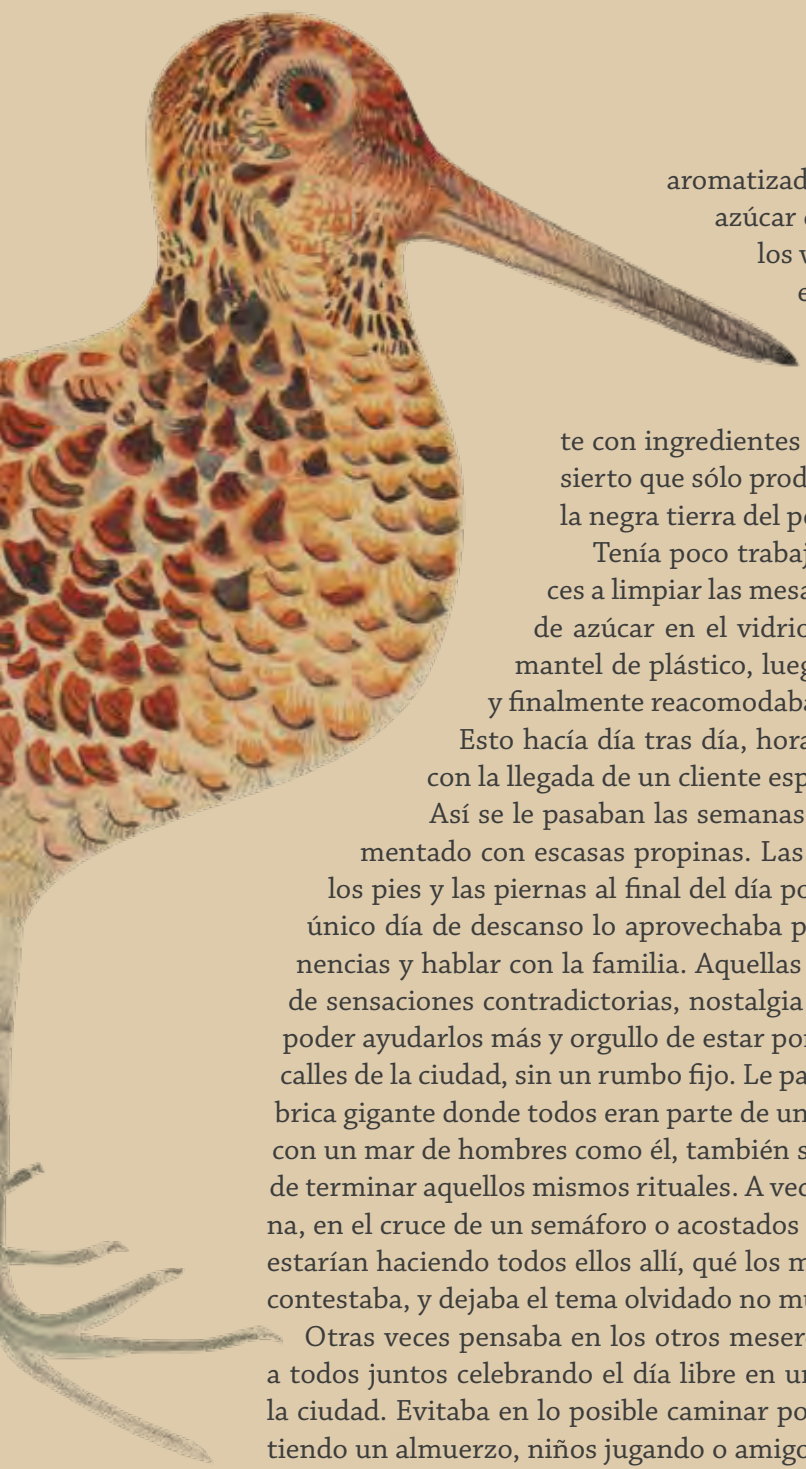 aromatizad
azúcar
los v
e
te con ingredientes
sierto que sólo prod
la negra tierra del p
Tenía poco trabaj
ces a limpiar las mesa
de azúcar en el vidrio
mantel de plástico, lueg
y finalmente reacomodaba
Esto hacía día tras día, hora
con la llegada de un cliente esp
Así se le pasaban las semanas
mentado con escasas propinas. Las
los pies y las piernas al final del día po
único día de descanso lo aprovechaba p
nencias y hablar con la familia. Aquellas
de sensaciones contradictorias, nostalgia
poder ayudarlos más y orgullo de estar por
calles de la ciudad, sin un rumbo fijo. Le pa
brica gigante donde todos eran parte de un
con un mar de hombres como él, también s
de terminar aquellos mismos rituales. A vec
na, en el cruce de un semáforo o acostados
estarían haciendo todos ellos allí, qué los m
contestaba, y dejaba el tema olvidado no mu
Otras veces pensaba en los otros meser
a todos juntos celebrando el día libre en un
la ciudad. Evitaba en lo posible caminar po
tiendo un almuerzo, niños jugando o amigo